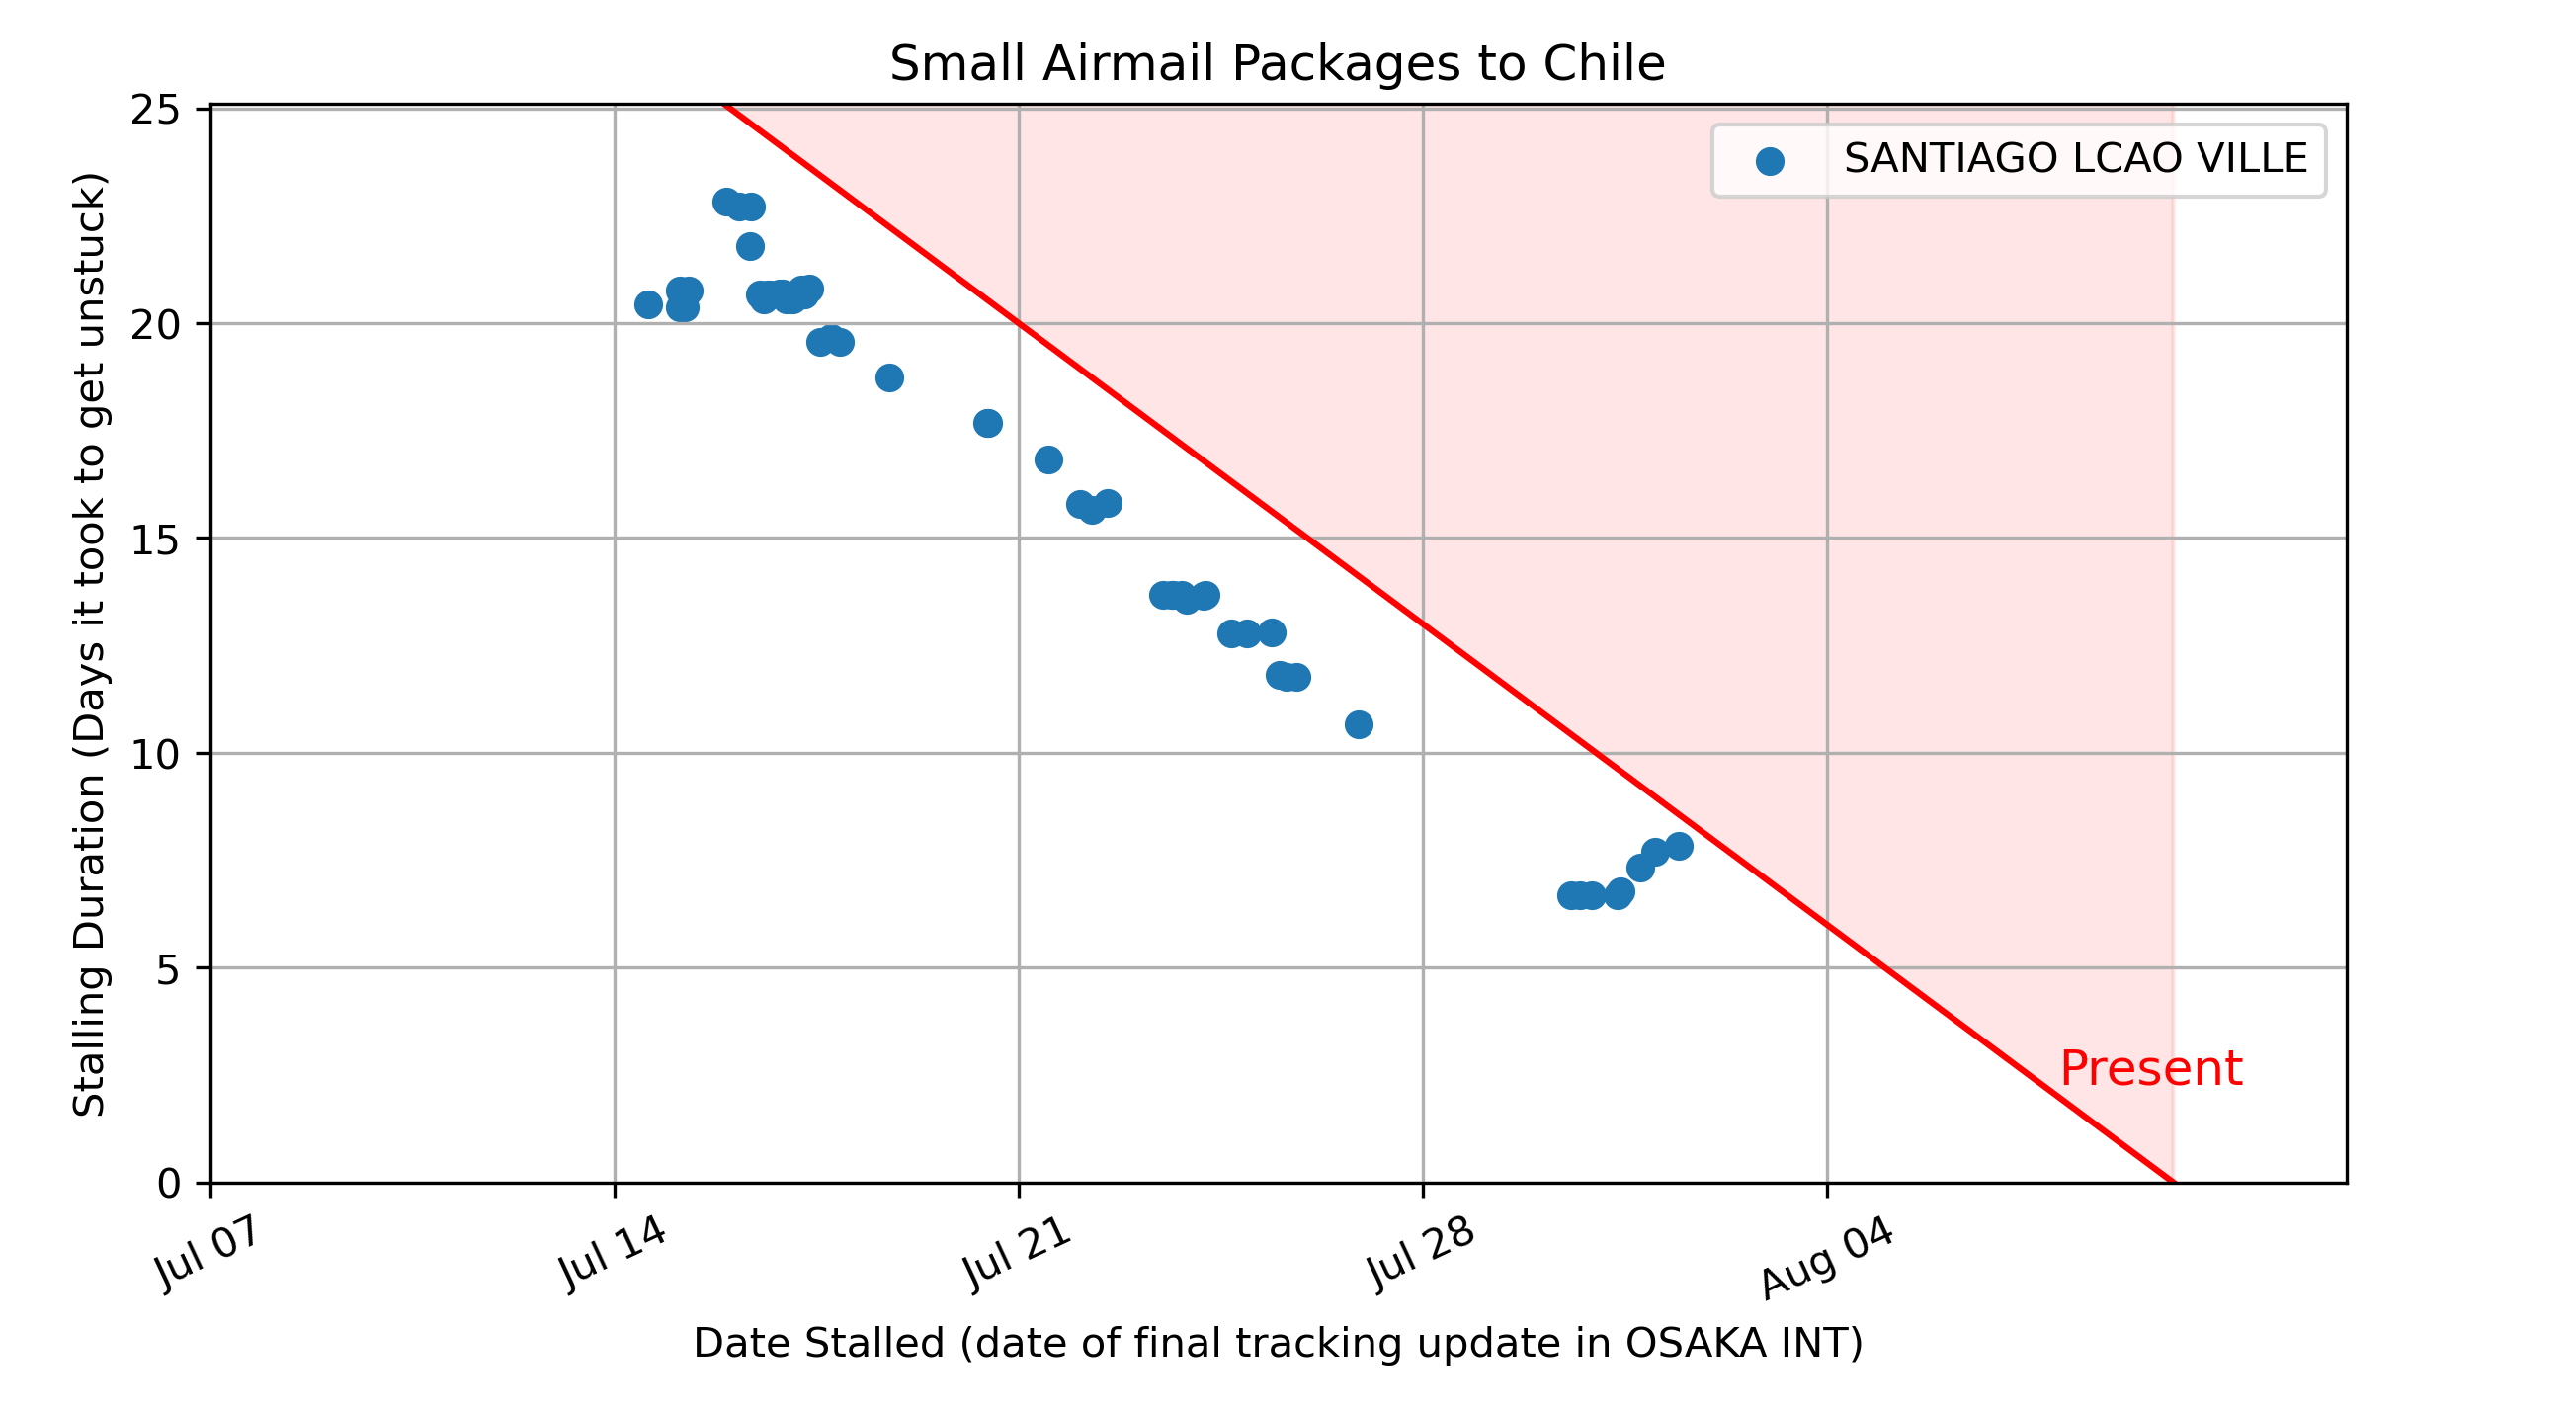 Small Airmail Packages to Chile
SANTIAGO LCAO VILLE
Stalling Duration (Days it took to get unstuck)
25
20
15
10
5
0
Present
Jul 07
Jul 14
Jul 21
Jul 28
Aug 04
Date Stalled (date of final tracking update in OSAKA INT)